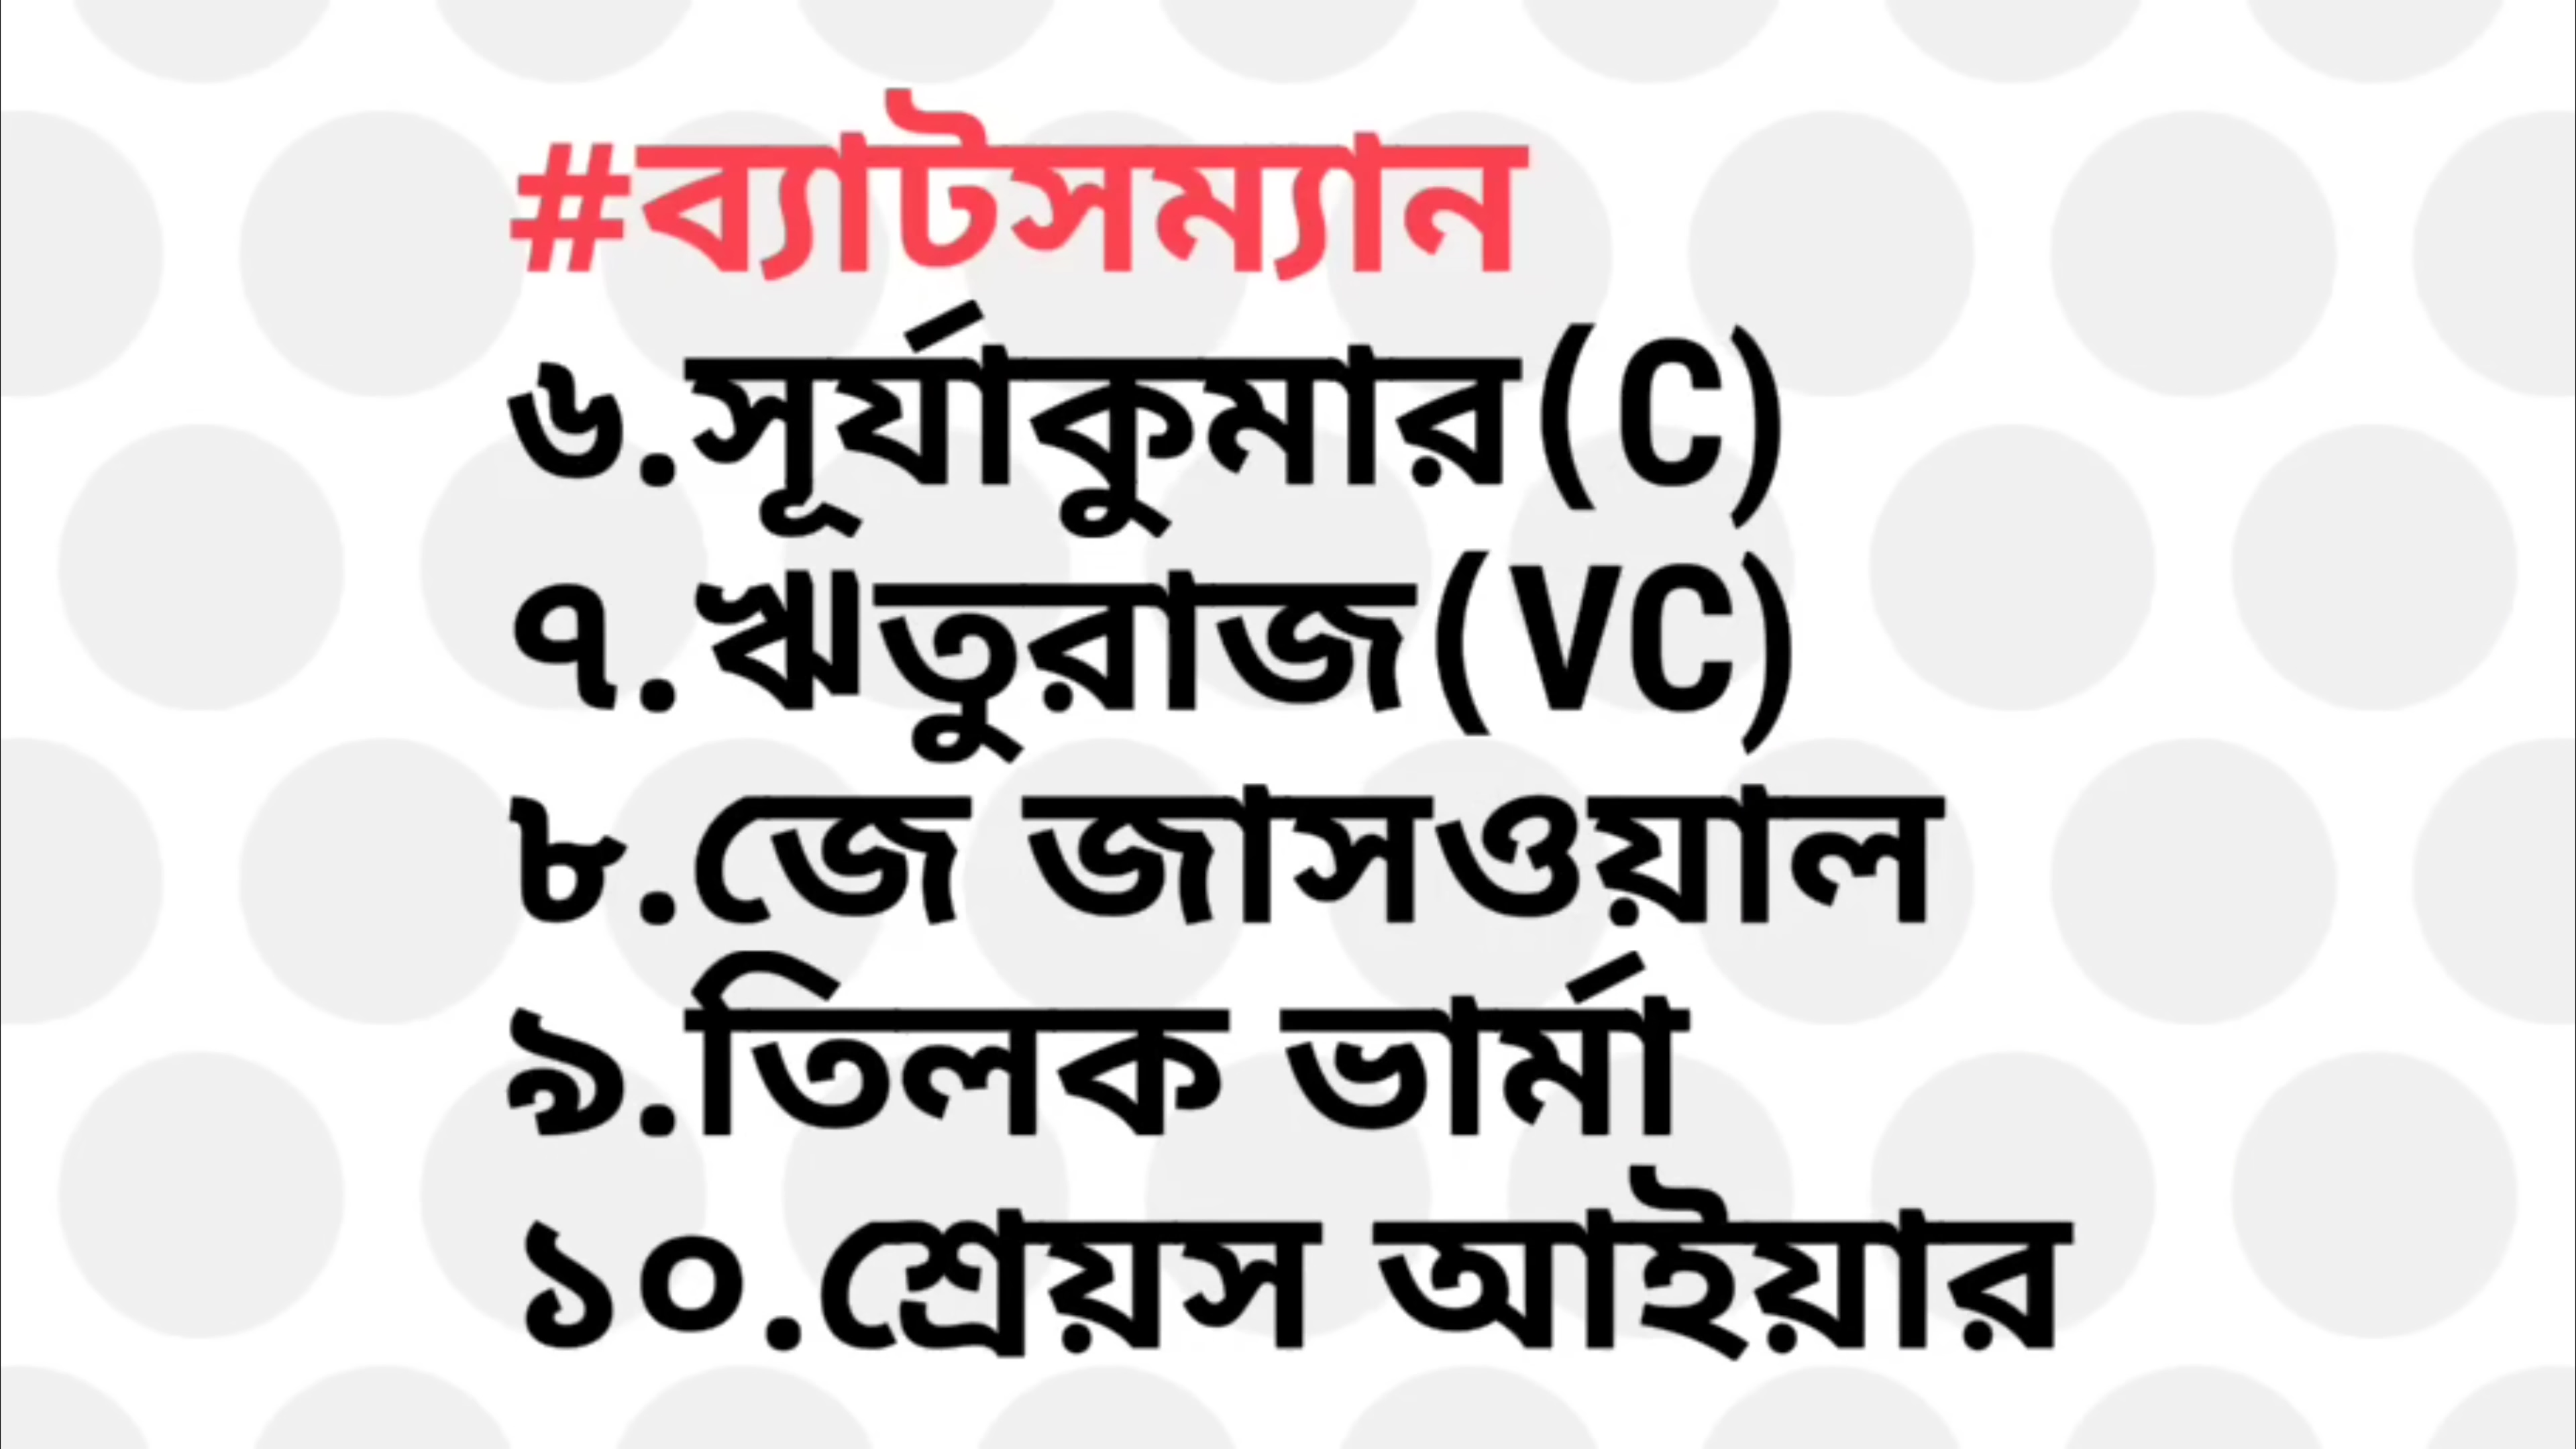 #ব্যাটসম্যান
৬.সূর্যাকুমার(C)
৭.ঋতুরাজ(VC)
৮.জে জাসওয়াল
৯.তিলক ভার্মা
১০.শ্রেয়স আইয়ার